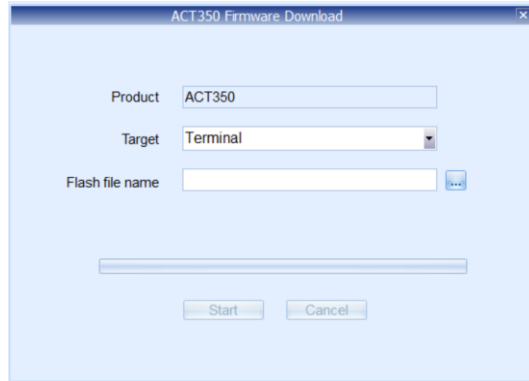 ACT350 Firmware Download
Product ACT350
Target Terminal
Flash file name ...
Start Cancel